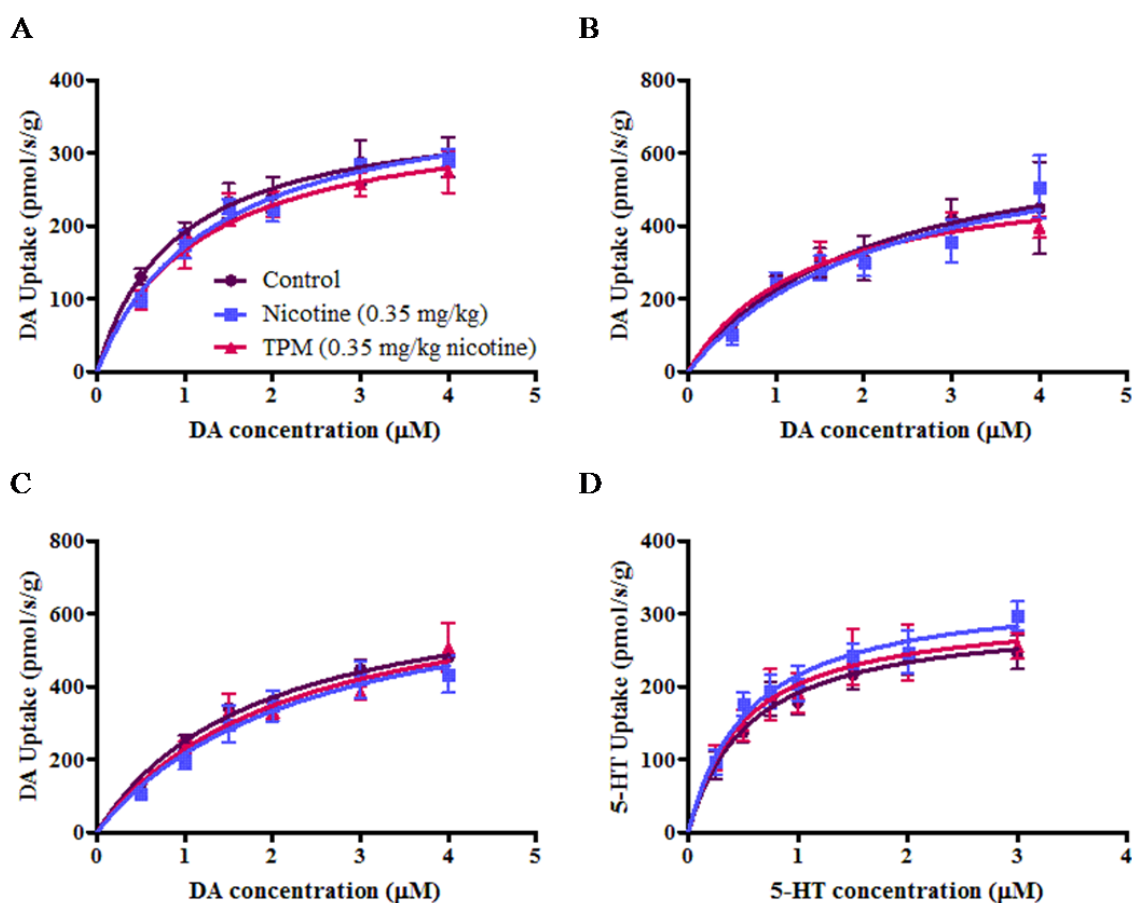 A
DA Uptake (pmol/s/g)
400
300
200
100
0
Control
Nicotine (0.35 mg/kg)
TPM (0.35 mg/kg nicotine)
0 1 2 3 4 5
DA concentration (µM)
B
DA Uptake (pmol/s/g)
800
600
400
200
0
0 1 2 3 4 5
DA concentration (µM)
C
DA Uptake (pmol/s/g)
800
600
400
200
0
0 1 2 3 4 5
DA concentration (µM)
D
5-HT Uptake (pmol/s/g)
400
300
200
100
0
0 1 2 3 4
5-HT concentration (µM)